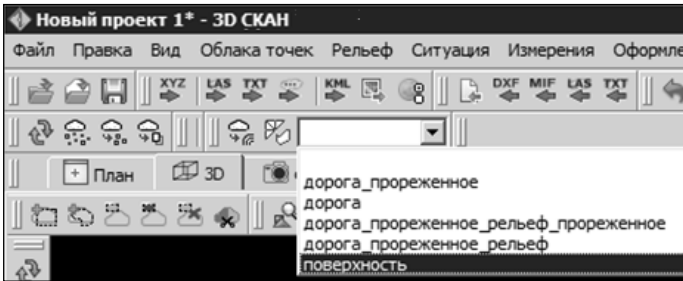 Новый проект 1* - 3D СКАН
Файл Правка Вид Облака точек Рельеф Ситуация Измерения Оформле
XYZ LAS TXT KML DXF MIF LAS TXT
План 3D
дорога_прореженное
дорога
дорога_прореженное_рельеф_прореженное
дорога_прореженное_рельеф
поверхность